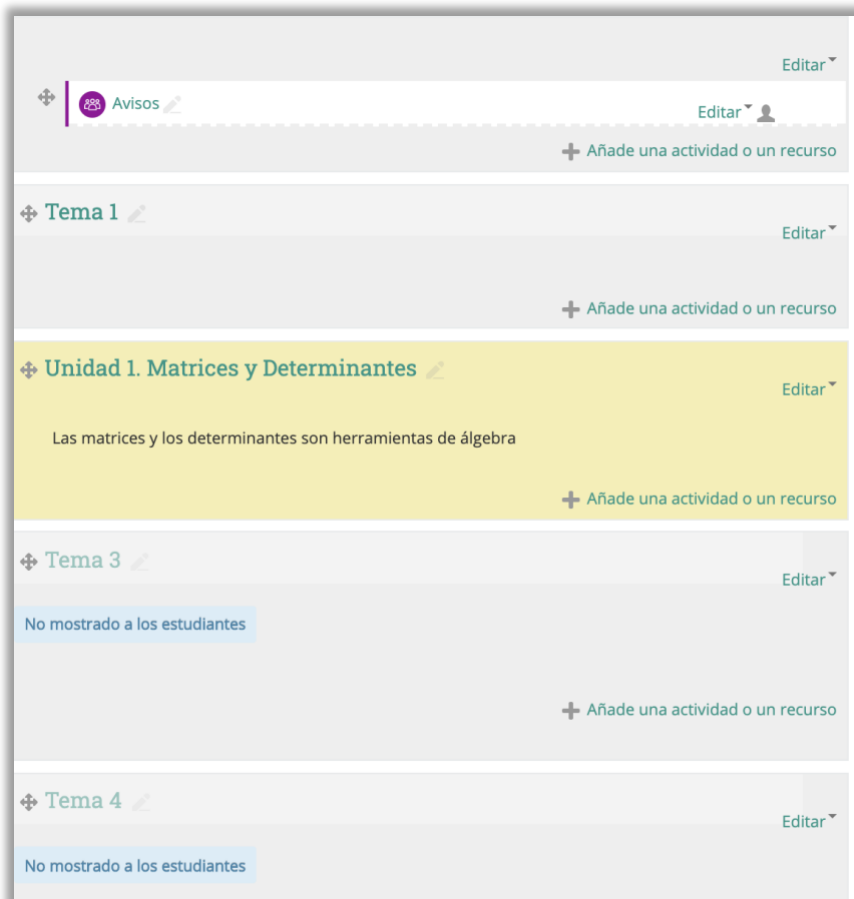 Editar
Avisos
Editar
Añade una actividad o un recurso
Tema 1
Editar
Añade una actividad o un recurso
Unidad 1. Matrices y Determinantes
Editar
Las matrices y los determinantes son herramientas de álgebra
Añade una actividad o un recurso
Tema 3
Editar
No mostrado a los estudiantes
Añade una actividad o un recurso
Tema 4
Editar
No mostrado a los estudiantes